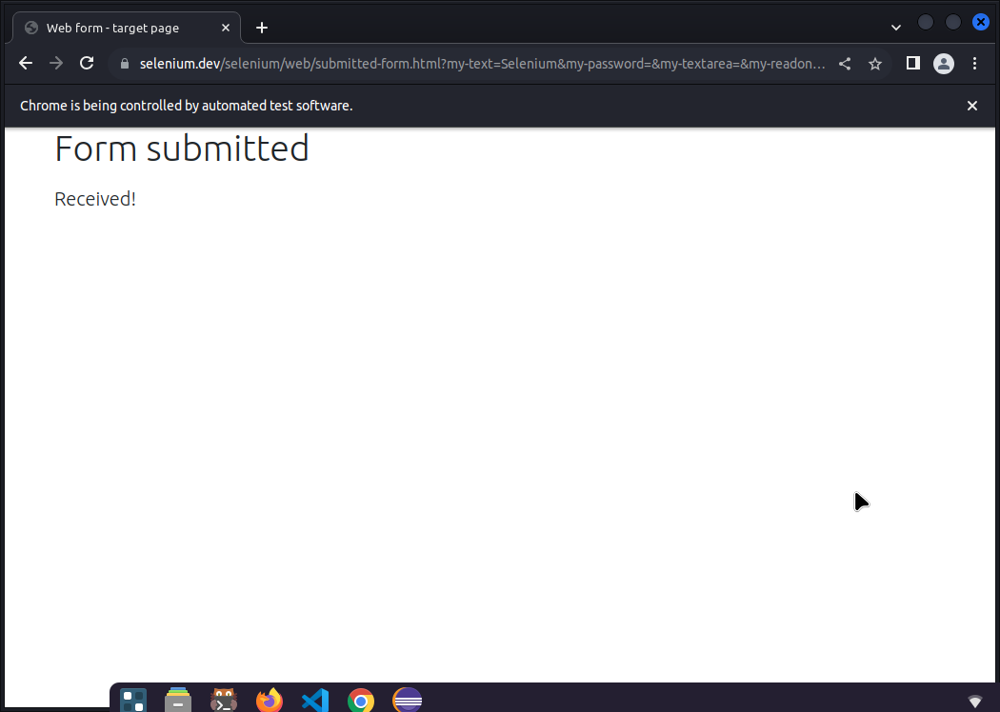 Web form - target page
selenium.dev/selenium/web/submitted-form.html?my-text=Selenium&my-password=&my-textarea=&my-readon...
Chrome is being controlled by automated test software.
Form submitted
Received!